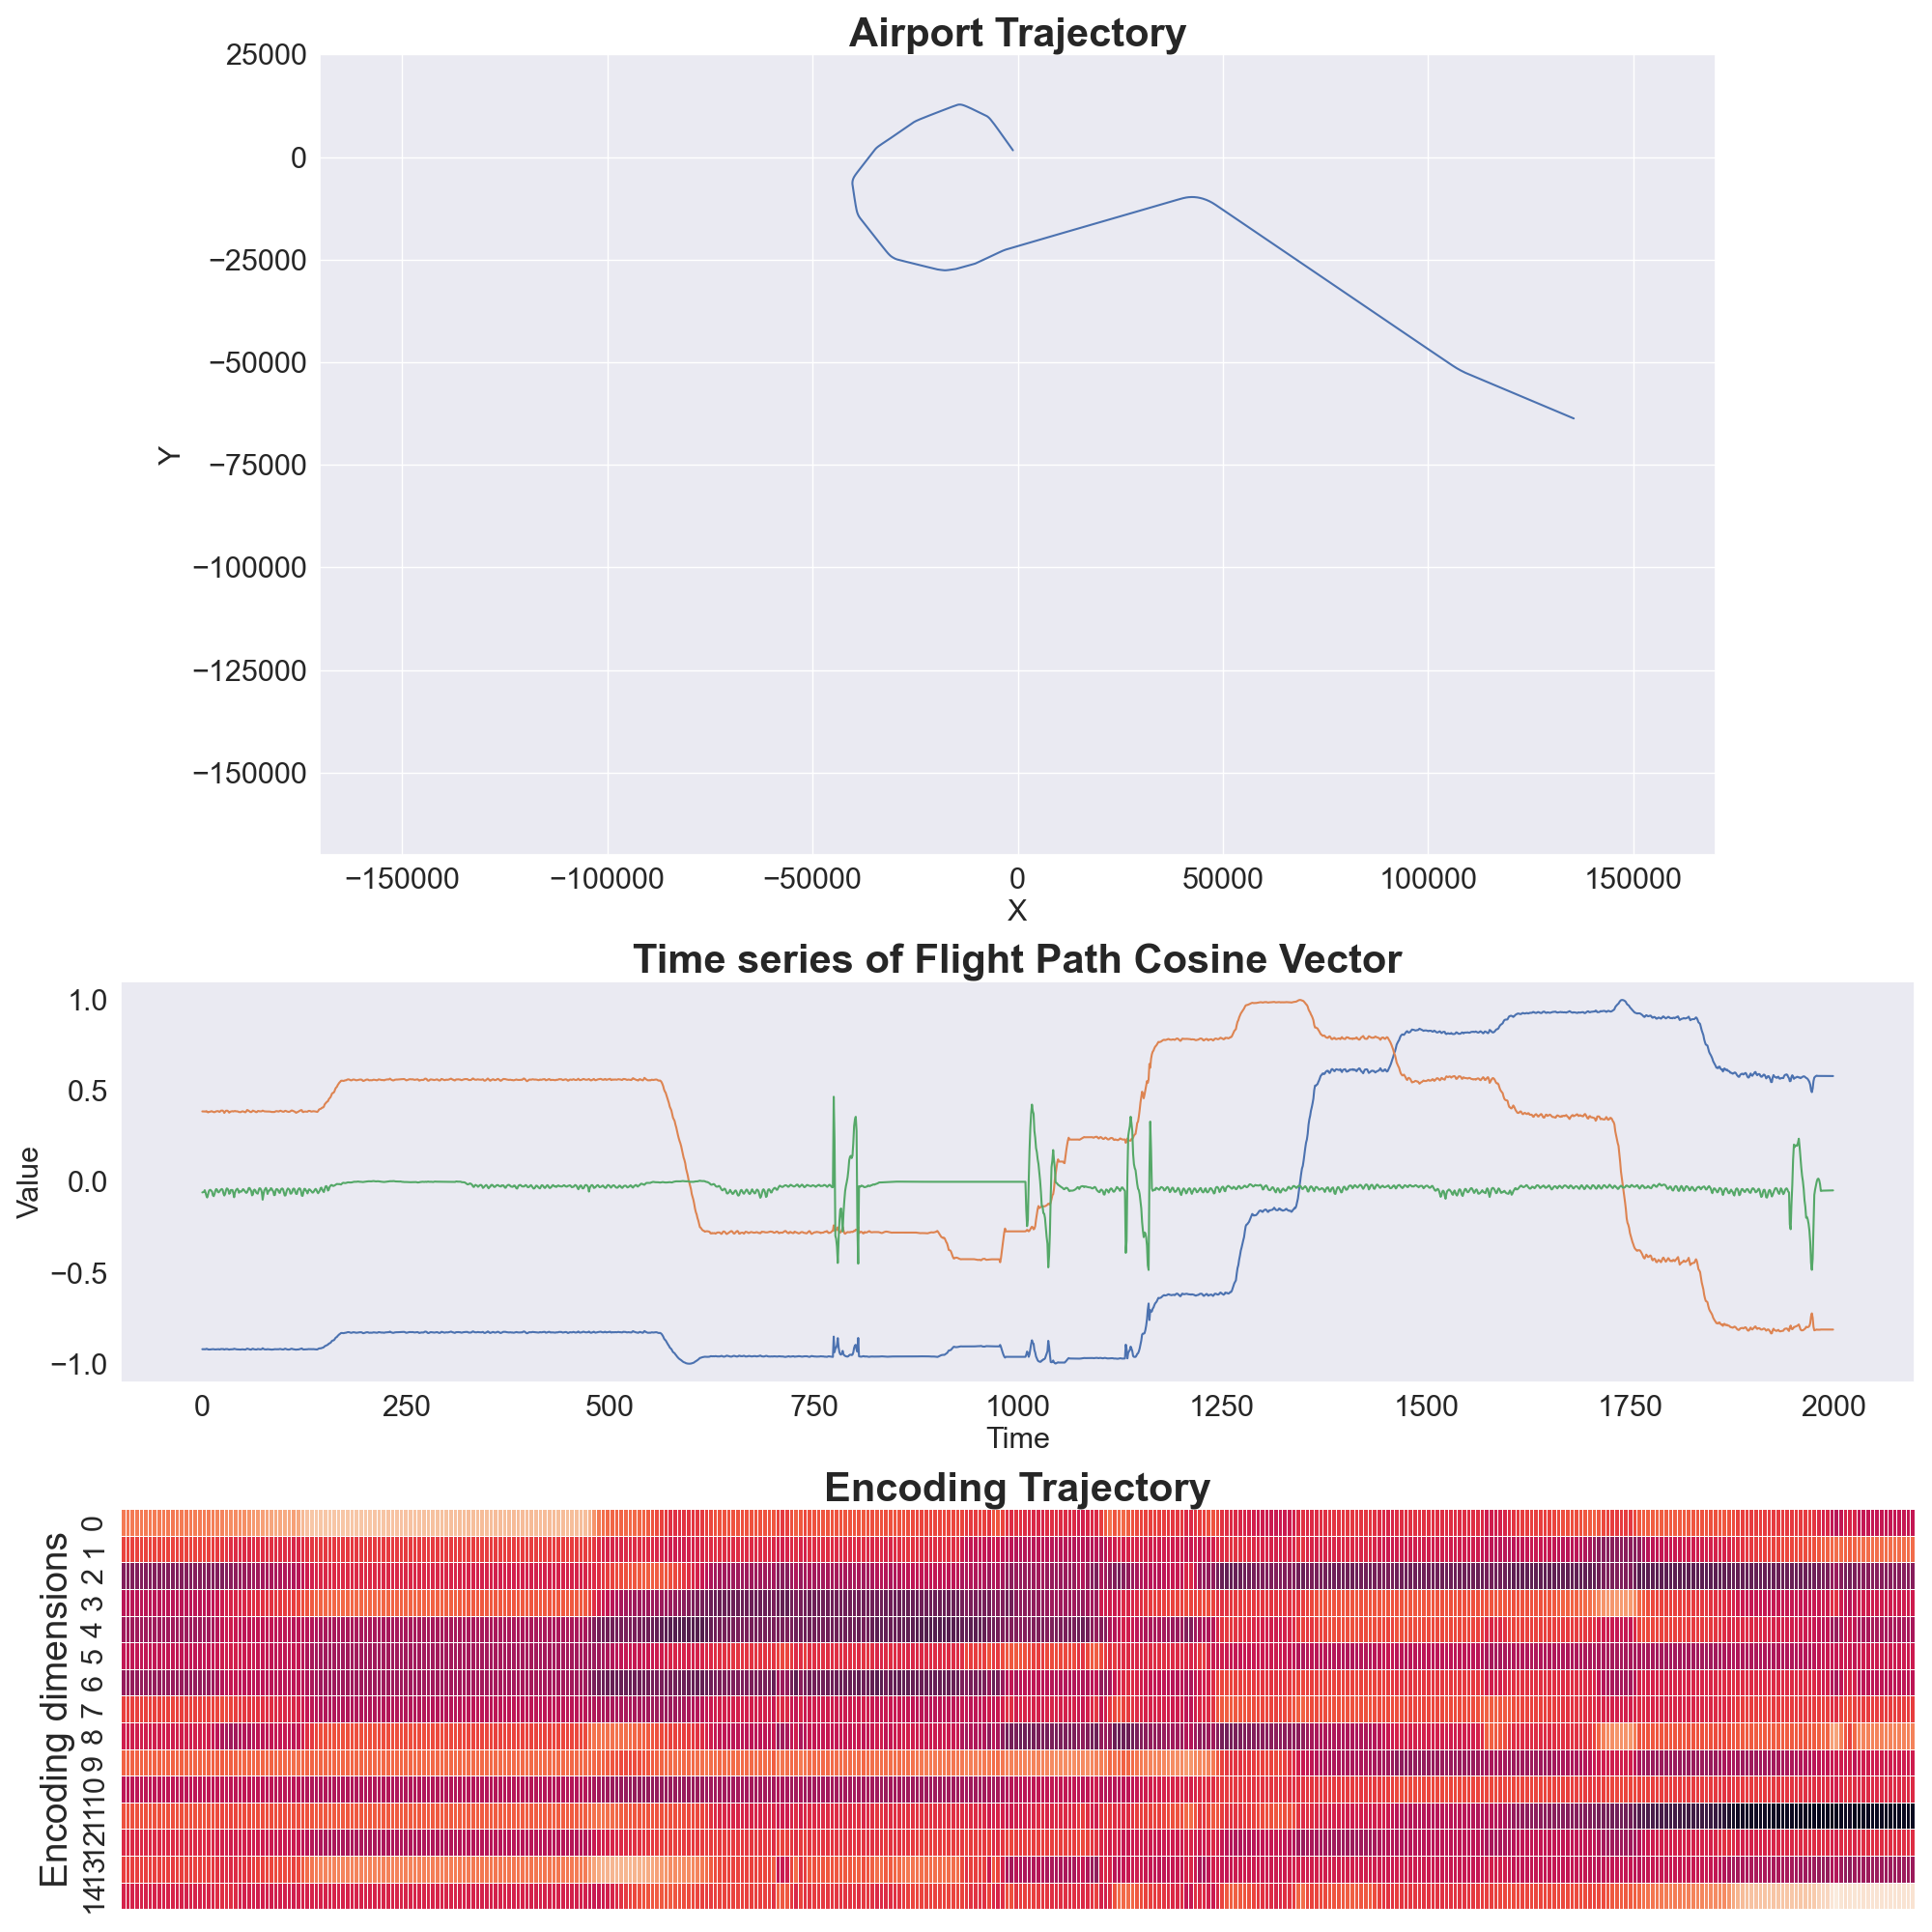 Airport Trajectory
25000
0
−25000
−50000
−75000
−100000
−125000
−150000
Y
−150000 −100000 −50000 0 50000 100000 150000
X
Time series of Flight Path Cosine Vector
1.0
0.5
0.0
−0.5
−1.0
Value
0 250 500 750 1000 1250 1500 1750 2000
Time
Encoding Trajectory
Encoding dimensions
0
1
2
3
4
5
6
7
8
9
10
11
12
13
14